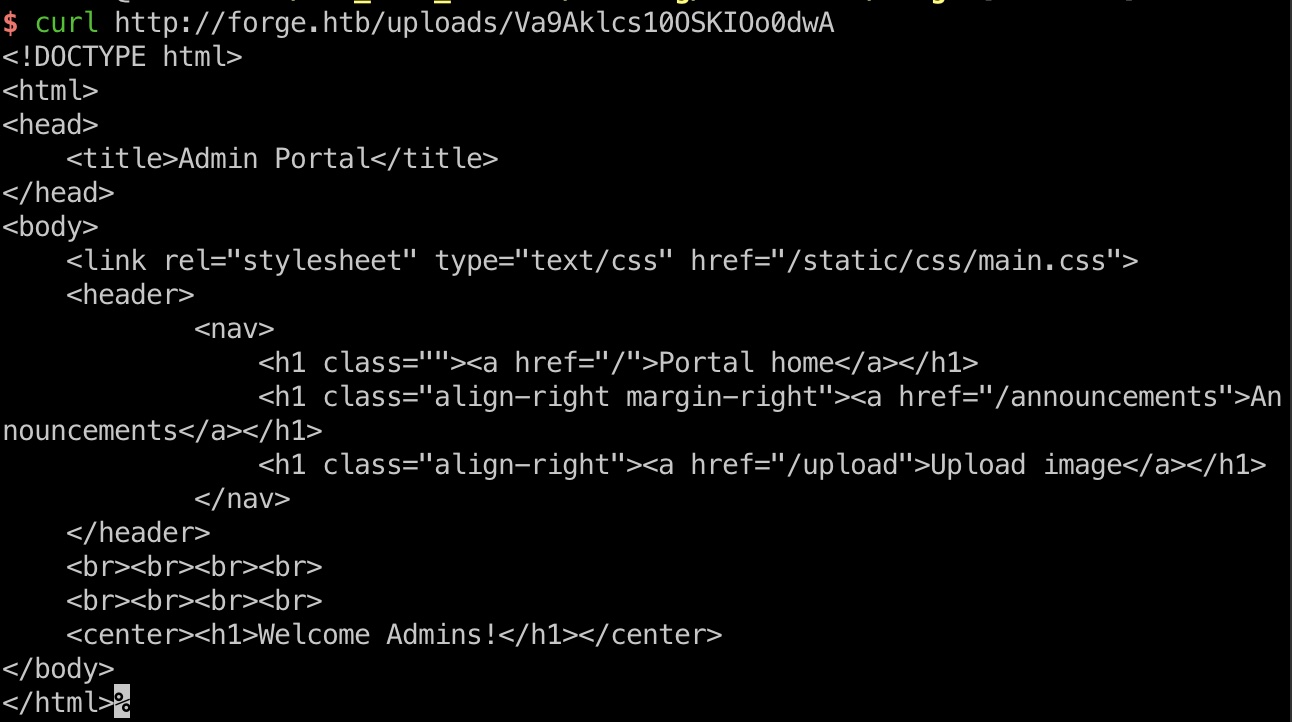 $ curl http://forge.htb/uploads/Va9Aklcs10OSKIOo0dwA
<!DOCTYPE html>
<html>
<head>
    <title>Admin Portal</title>
</head>
<body>
    <link rel="stylesheet" type="text/css" href="/static/css/main.css">
    <header>
            <nav>
                <h1 class=""><a href="/">Portal home</a></h1>
                <h1 class="align-right margin-right"><a href="/announcements">An
nouncements</a></h1>
                <h1 class="align-right"><a href="/upload">Upload image</a></h1>
            </nav>
    </header>
    <br><br><br><br>
    <br><br><br><br>
    <center><h1>Welcome Admins!</h1></center>
</body>
</html>%